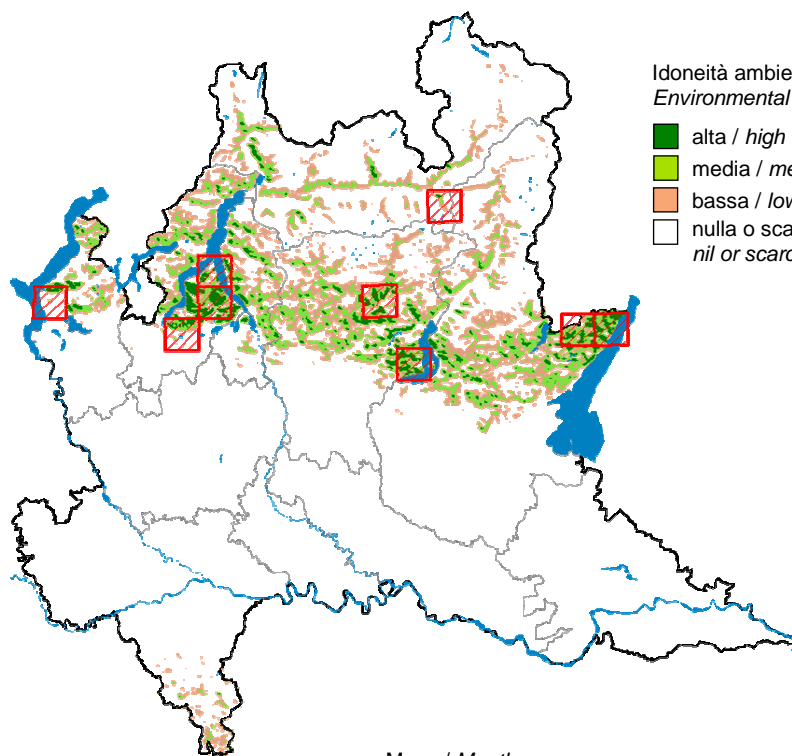 Idoneità ambie
Environmental
alta / high
media / me
bassa / low
nulla o sca
nil or scarc